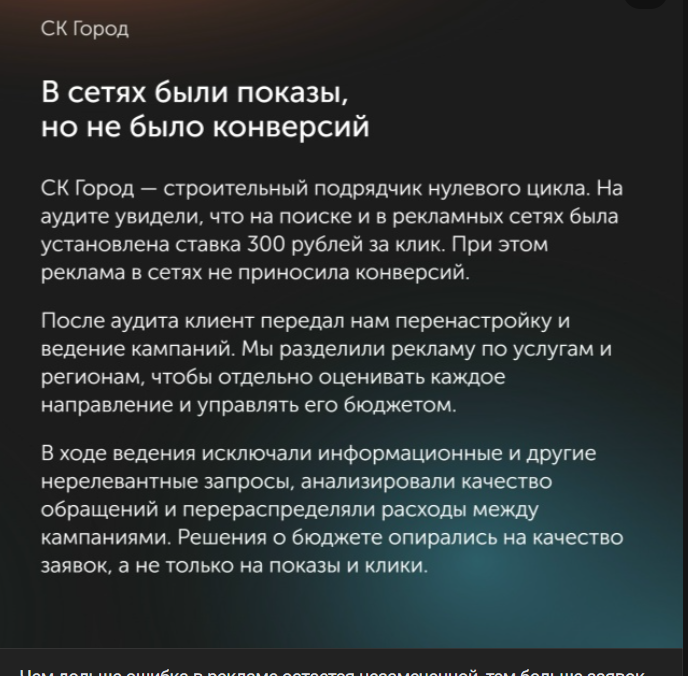 СК Город
В сетях были показы,
но не было конверсий
СК Город — строительный подрядчик нулевого цикла. На
аудите увидели, что на поиске и в рекламных сетях была
установлена ставка 300 рублей за клик. При этом
реклама в сетях не приносила конверсий.
После аудита клиент передал нам перенастройку и
ведение кампаний. Мы разделили рекламу по услугам и
регионам, чтобы отдельно оценивать каждое
направление и управлять его бюджетом.
В ходе ведения исключали информационные и другие
нерелевантные запросы, анализировали качество
обращений и перераспределяли расходы между
кампаниями. Решения о бюджете опирались на качество
заявок, а не только на показы и клики.